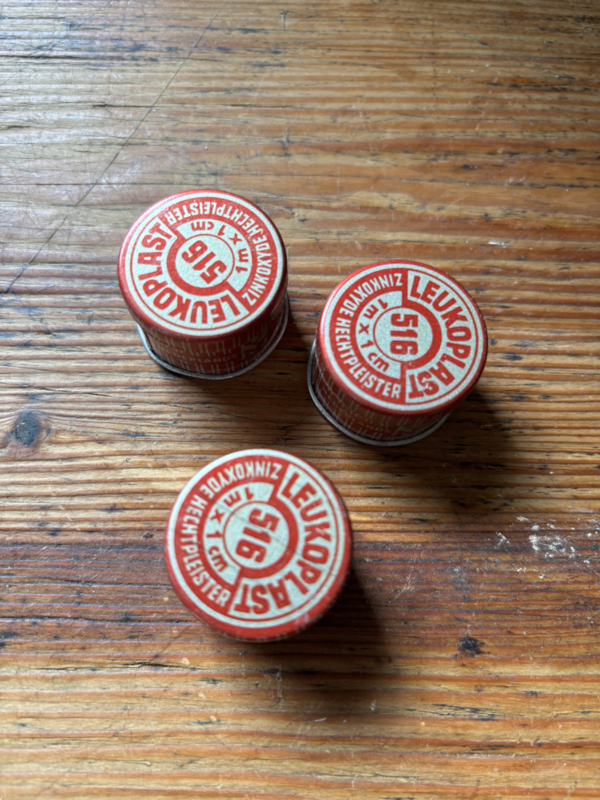 LEUKOPLAST
ZINKOXYDE HECHTPLEISTER
516
1m x 1cm
LEUKOPLAST
ZINKOXYDE HECHTPLEISTER
516
1m x 1cm
LEUKOPLAST
ZINKOXYDE HECHTPLEISTER
516
1m x 1cm